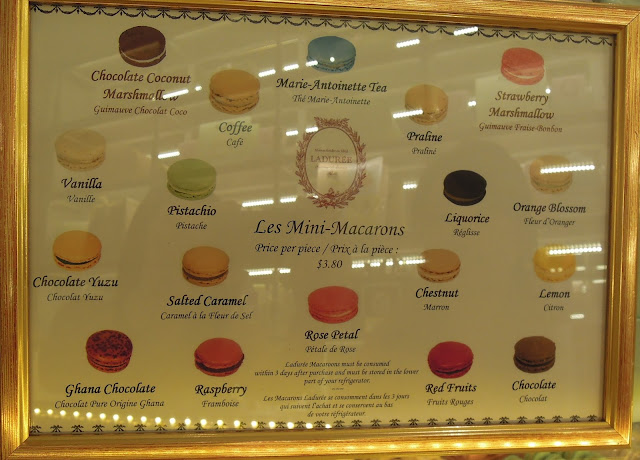 Chocolate Coconut
Marshmallow
Guimauve Chocolat Coco
Coffee
Café
Marie-Antoinette Tea
Thé Marie-Antoinette
Praline
Praliné
Strawberry
Marshmallow
Guimauve Fraise-Bonbon
LADURÉE
Vanilla
Vanille
Pistachio
Pistache
Liquorice
Réglisse
Orange Blossom
Fleur d'Oranger
Les Mini-Macarons
Price per piece / Prix à la pièce :
$3.80
Chocolate Yuzu
Chocolat Yuzu
Salted Caramel
Caramel à la Fleur de Sel
Rose Petal
Pétale de Rose
Chestnut
Marron
Lemon
Citron
Ghana Chocolate
Chocolat Pure Origine Ghana
Raspberry
Framboise
Red Fruits
Fruits Rouges
Chocolate
Chocolat
Ladurée Macaroons must be consumed
within 3 days after purchase and must be stored in the lower
part of your refrigerator.
Les Macarons Ladurée se consomment dans les 3 jours
qui suivent l'achat et se conservent au bas
de votre réfrigérateur